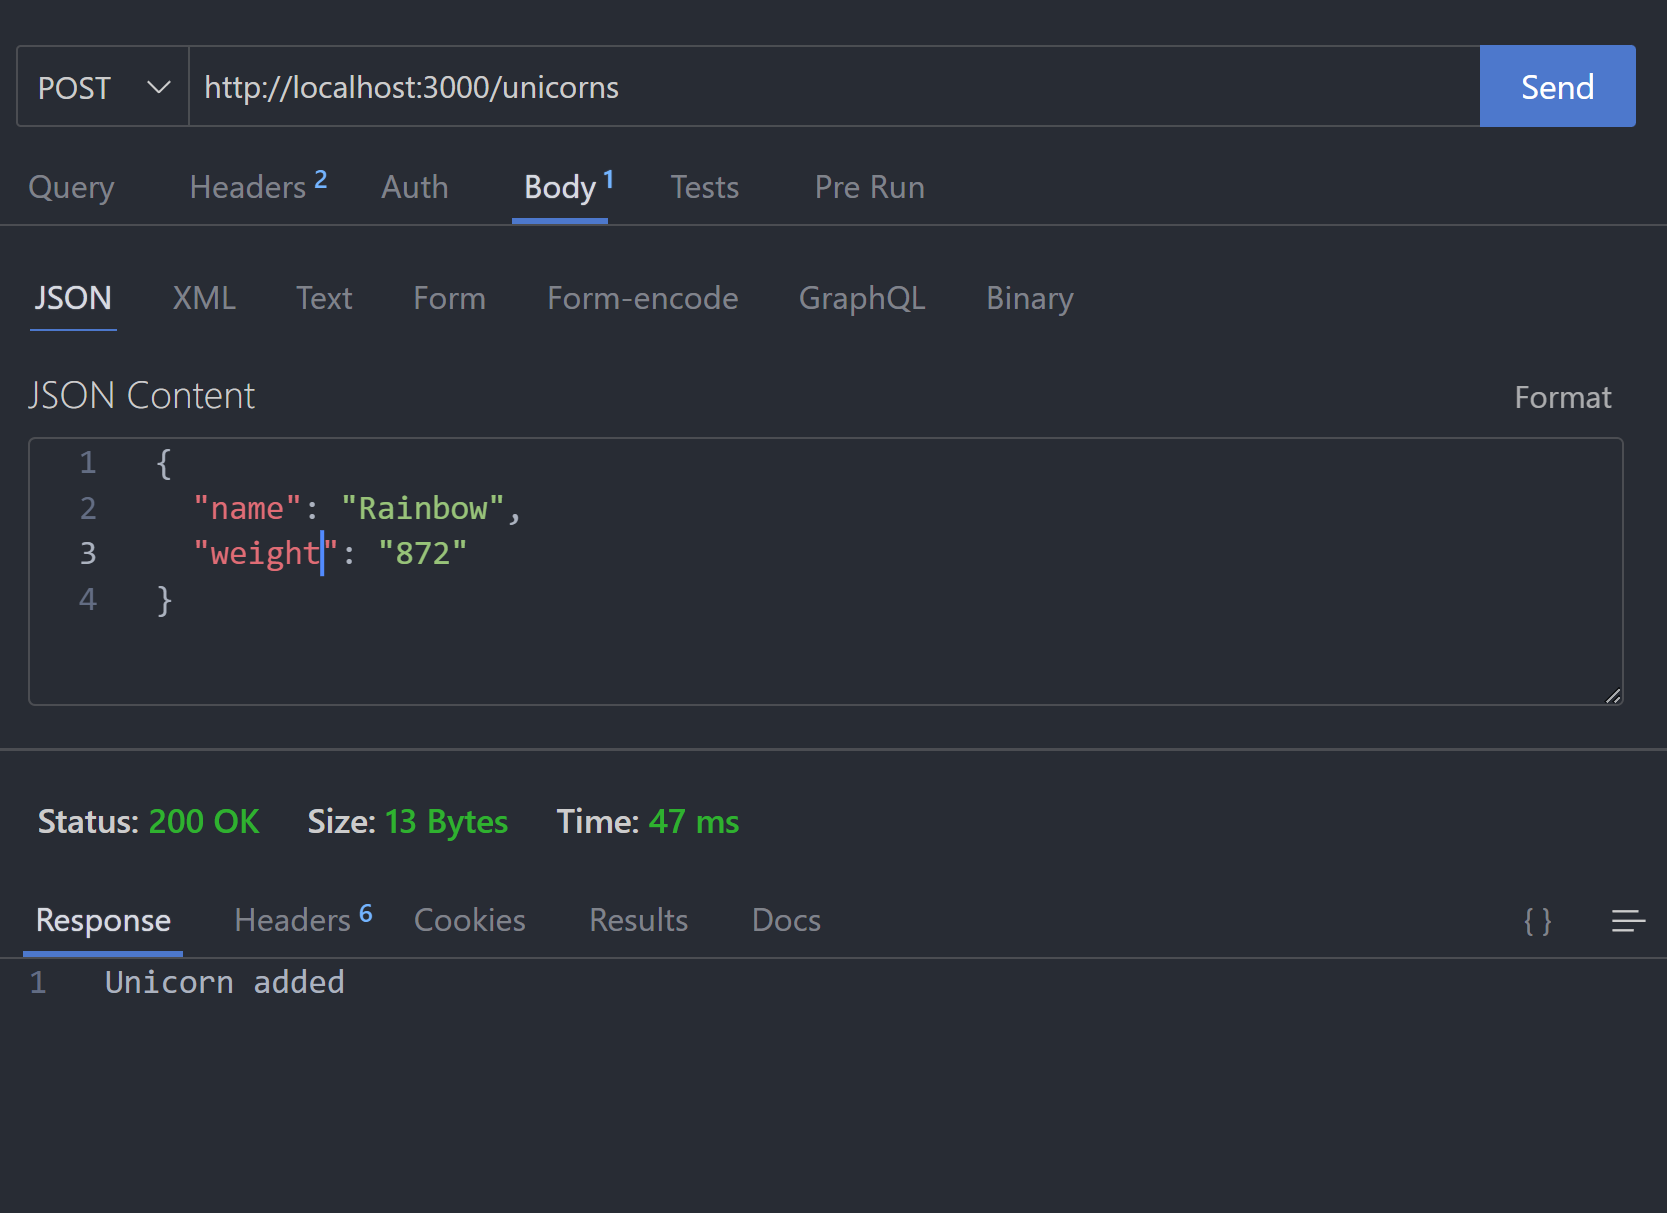 POST http://localhost:3000/unicorns Send
Query Headers 2 Auth Body 1 Tests Pre Run
JSON XML Text Form Form-encode GraphQL Binary
JSON Content Format
1 {
2 "name": "Rainbow",
3 "weight": "872"
4 }
Status: 200 OK Size: 13 Bytes Time: 47 ms
Response Headers 6 Cookies Results Docs { }
1 Unicorn added